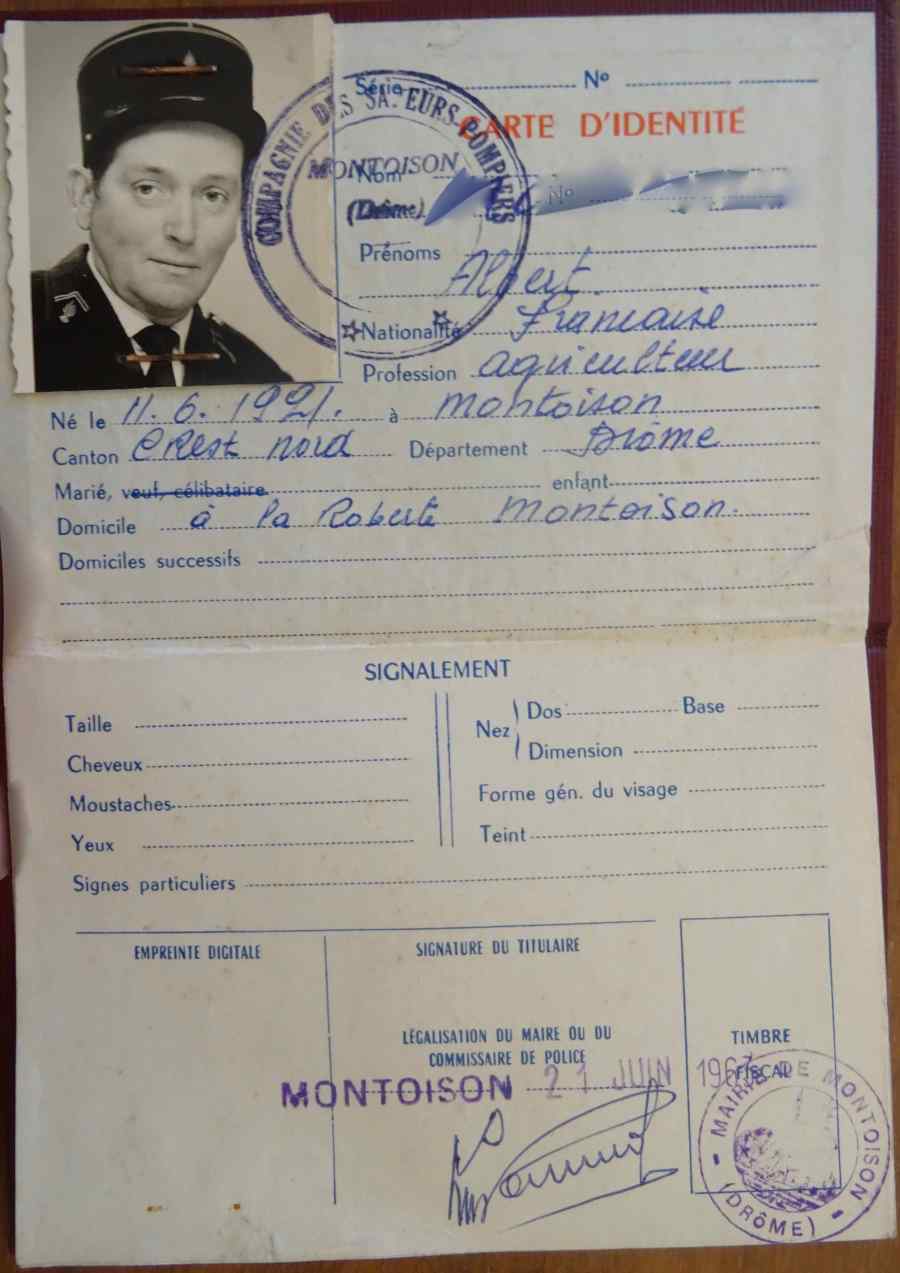 Série Nº
CARTE D'IDENTITÉ
COMPAGNIE DES SAPEURS-POMPIERS
MONTOISON
(Drôme)
Nom
Nº
Prénoms
Albert
Nationalité française
Profession agriculteur
Né le 11.6.1921. à montoison
Canton Crest nord Département Drôme
Marié, veuf, célibataire enfant
Domicile à la Roberte Montoison.
Domiciles successifs
SIGNALEMENT
Taille
Cheveux
Moustaches
Yeux
Nez Dos Base
Dimension
Forme gén. du visage
Teint
Signes particuliers
EMPREINTE DIGITALE
SIGNATURE DU TITULAIRE
LÉGALISATION DU MAIRE OU DU
COMMISSAIRE DE POLICE
MONTOISON 21 JUIN 1967
TIMBRE
FISCAL
MAIRIE DE MONTOISON
(DRÔME)